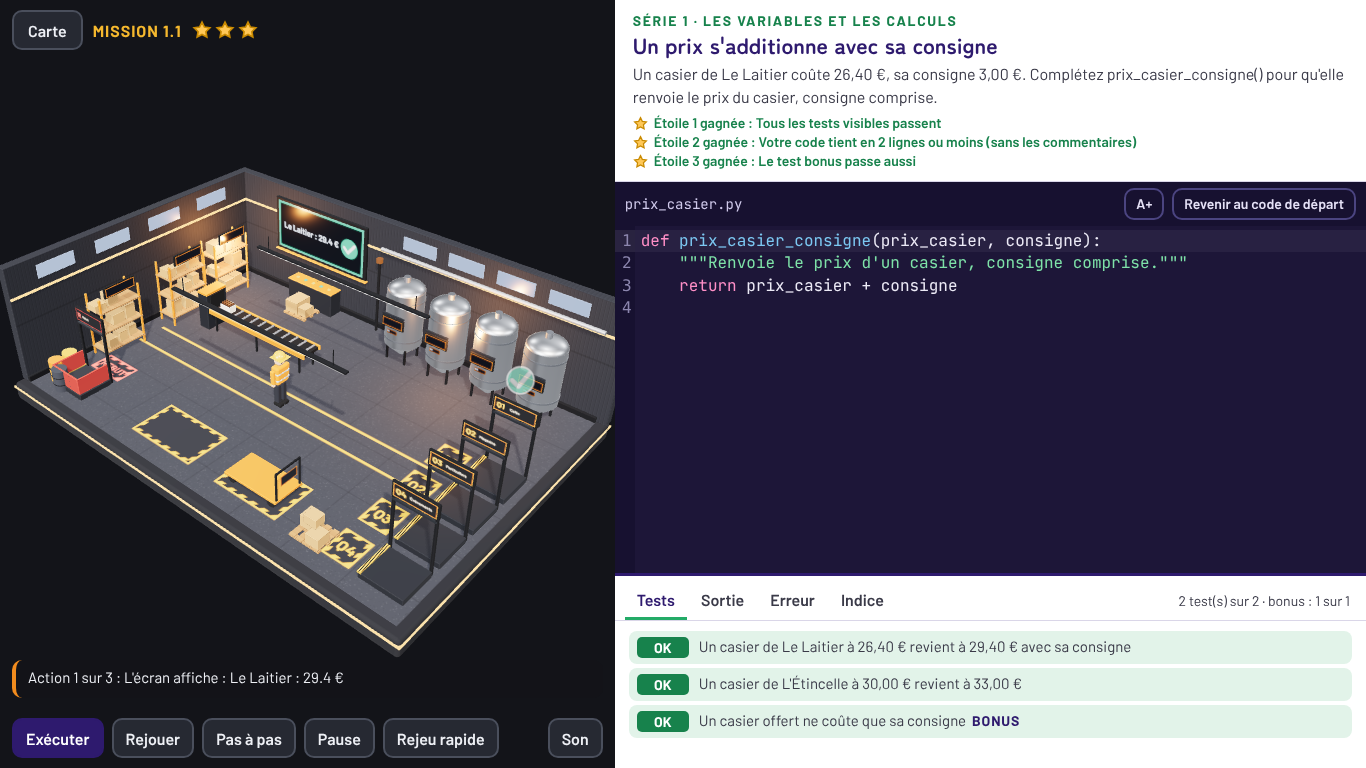 Carte
MISSION 1.1
SÉRIE 1 · LES VARIABLES ET LES CALCULS
Un prix s'additionne avec sa consigne
Un casier de Le Laitier coûte 26,40 €, sa consigne 3,00 €. Complétez prix_casier_consigne() pour qu'elle
renvoie le prix du casier, consigne comprise.
Étoile 1 gagnée : Tous les tests visibles passent
Étoile 2 gagnée : Votre code tient en 2 lignes ou moins (sans les commentaires)
Étoile 3 gagnée : Le test bonus passe aussi
prix_casier.py
A+
Revenir au code de départ
1 def prix_casier_consigne(prix_casier, consigne):
2 """Renvoie le prix d'un casier, consigne comprise."""
3 return prix_casier + consigne
4
Le Laitier : 29.4 €
01
02
03
04
02
03
04
Action 1 sur 3 : L'écran affiche : Le Laitier : 29.4 €
Exécuter
Rejouer
Pas à pas
Pause
Rejeu rapide
Son
Tests
Sortie
Erreur
Indice
2 test(s) sur 2 · bonus : 1 sur 1
OK Un casier de Le Laitier à 26,40 € revient à 29,40 € avec sa consigne
OK Un casier de L'Étincelle à 30,00 € revient à 33,00 €
OK Un casier offert ne coûte que sa consigne BONUS